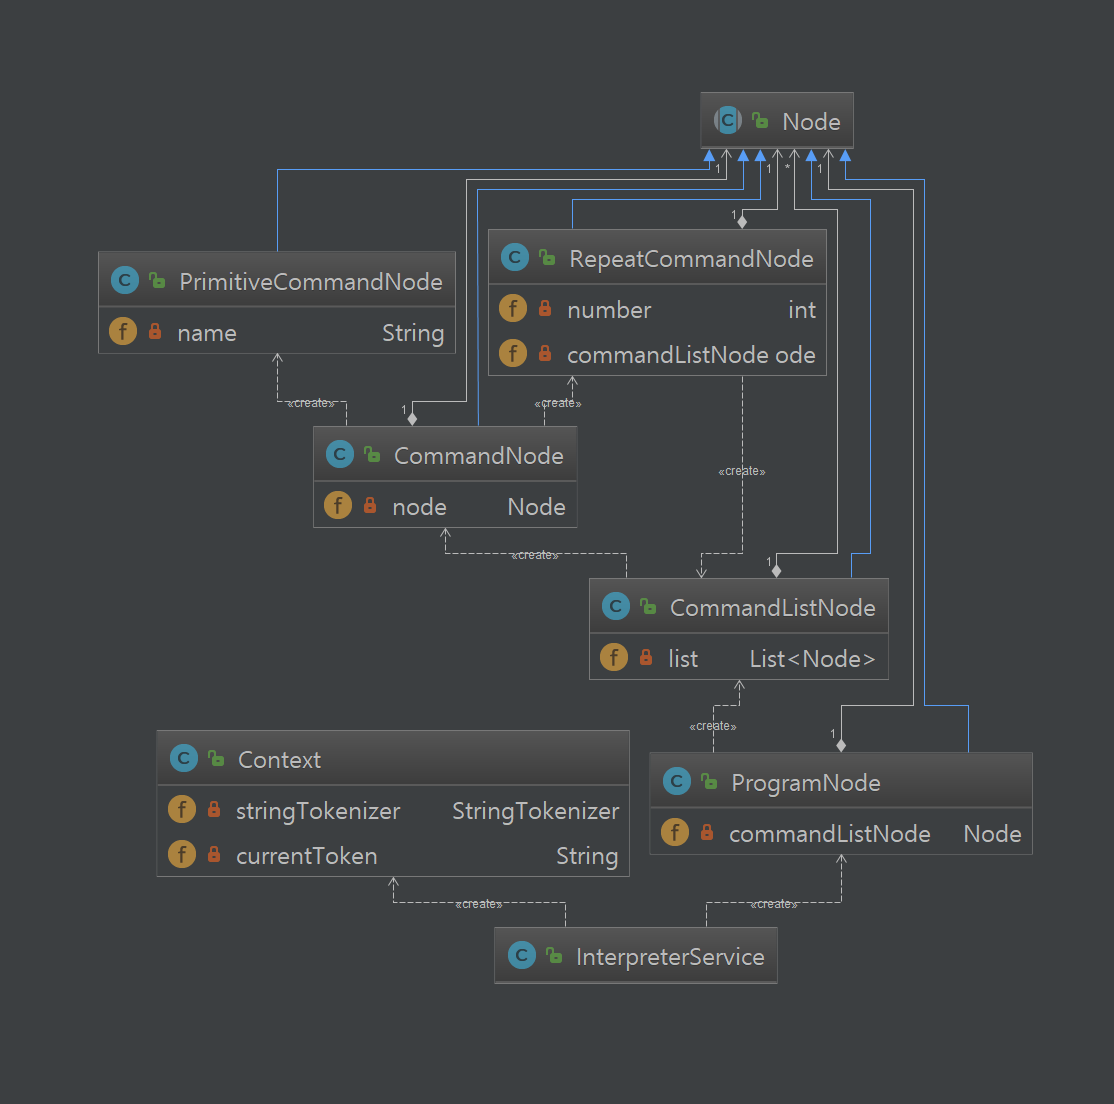 C Node
1 1 * 1
1
C RepeatCommandNode
f number int
f commandListNode ode
C PrimitiveCommandNode
f name String
«create»
1
«create»
C CommandNode
f node Node
«create»
«create»
1
C CommandListNode
f list List<Node>
«create»
1
C Context
f stringTokenizer StringTokenizer
f currentToken String
C ProgramNode
f commandListNode Node
«create»
«create»
C InterpreterService